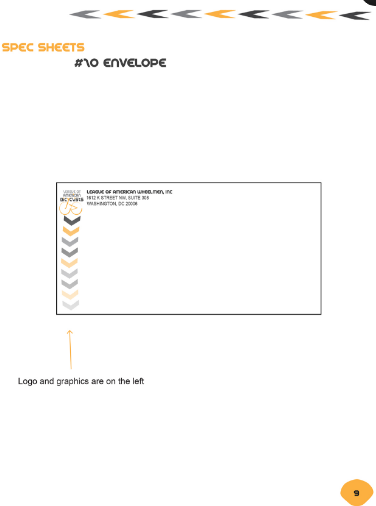 SPEC SHEETS
#10 ENVELOPE
LEAGUE OF
AMERICAN
BICYCLISTS
LEAGUE OF AMERICAN WHEELMEN, INC
1612 K STREET NW, SUITE 308
WASHINGTON, DC 20006
Logo and graphics are on the left
9